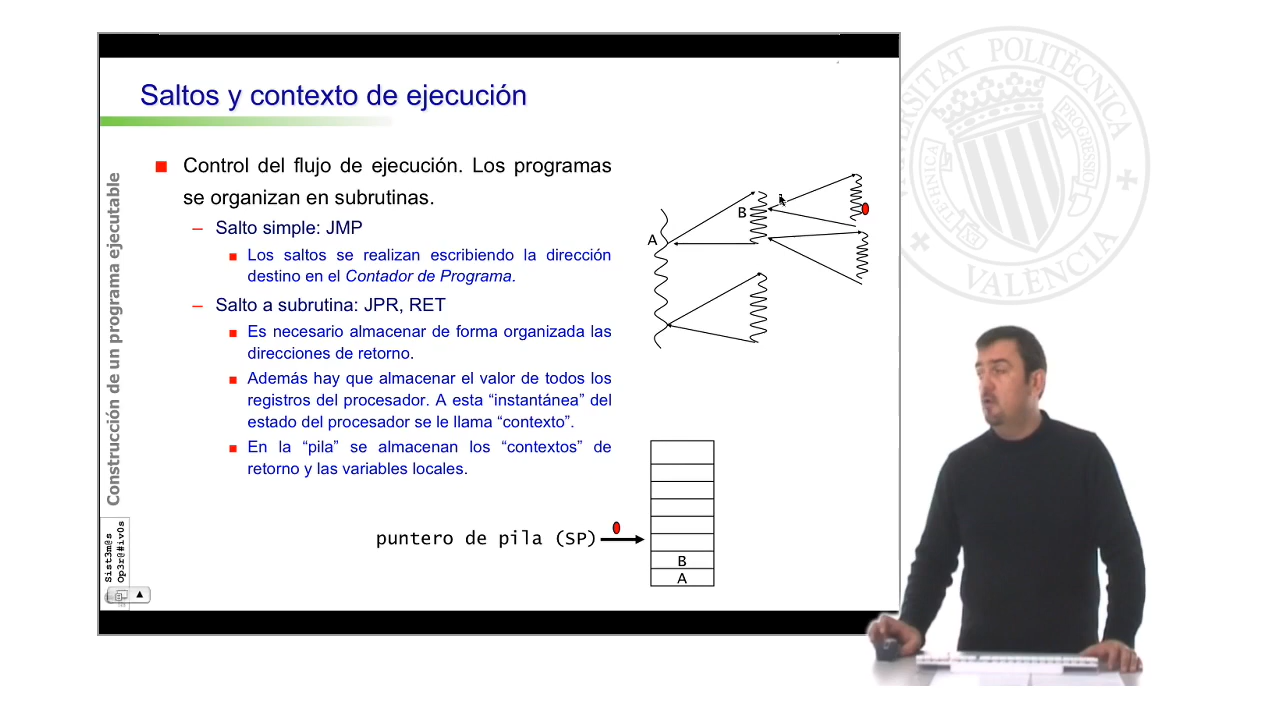 Saltos y contexto de ejecución
Control del flujo de ejecución. Los programas
se organizan en subrutinas.
– Salto simple: JMP
Los saltos se realizan escribiendo la dirección
destino en el Contador de Programa.
– Salto a subrutina: JPR, RET
Es necesario almacenar de forma organizada las
direcciones de retorno.
Además hay que almacenar el valor de todos los
registros del procesador. A esta “instantánea” del
estado del procesador se le llama “contexto”.
En la “pila” se almacenan los “contextos” de
retorno y las variables locales.
A
B
puntero de pila (SP)
B
A
Construcción de un programa ejecutable
Sist3m@s
Op3r@#iv0s
POLITÈCNICA
VALÈNCIA
TECHNICA
PROGRESSIO